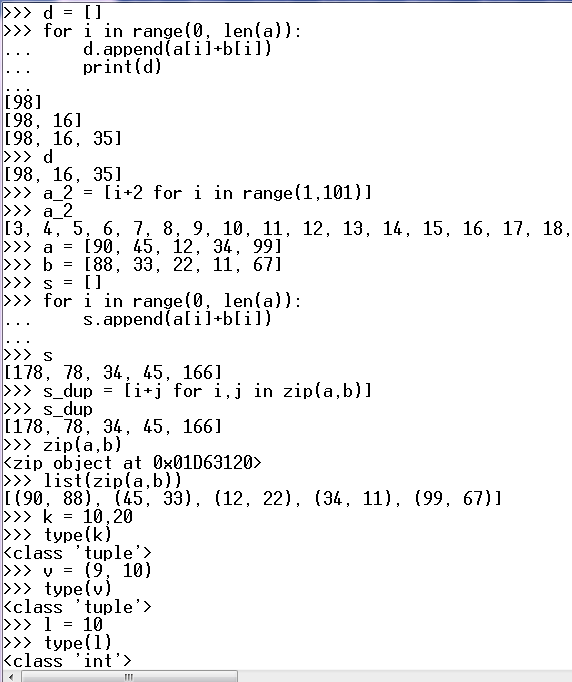 >>> d = []
>>> for i in range(0, len(a)):
...     d.append(a[i]+b[i])
...     print(d)
...
[98]
[98, 16]
[98, 16, 35]
>>> d
[98, 16, 35]
>>> a_2 = [i+2 for i in range(1,101)]
>>> a_2
[3, 4, 5, 6, 7, 8, 9, 10, 11, 12, 13, 14, 15, 16, 17, 18,
>>> a = [90, 45, 12, 34, 99]
>>> b = [88, 33, 22, 11, 67]
>>> s = []
>>> for i in range(0, len(a)):
...     s.append(a[i]+b[i])
...
>>> s
[178, 78, 34, 45, 166]
>>> s_dup = [i+j for i,j in zip(a,b)]
>>> s_dup
[178, 78, 34, 45, 166]
>>> zip(a,b)
<zip object at 0x01D63120>
>>> list(zip(a,b))
[(90, 88), (45, 33), (12, 22), (34, 11), (99, 67)]
>>> k = 10,20
>>> type(k)
<class 'tuple'>
>>> v = (9, 10)
>>> type(v)
<class 'tuple'>
>>> l = 10
>>> type(l)
<class 'int'>